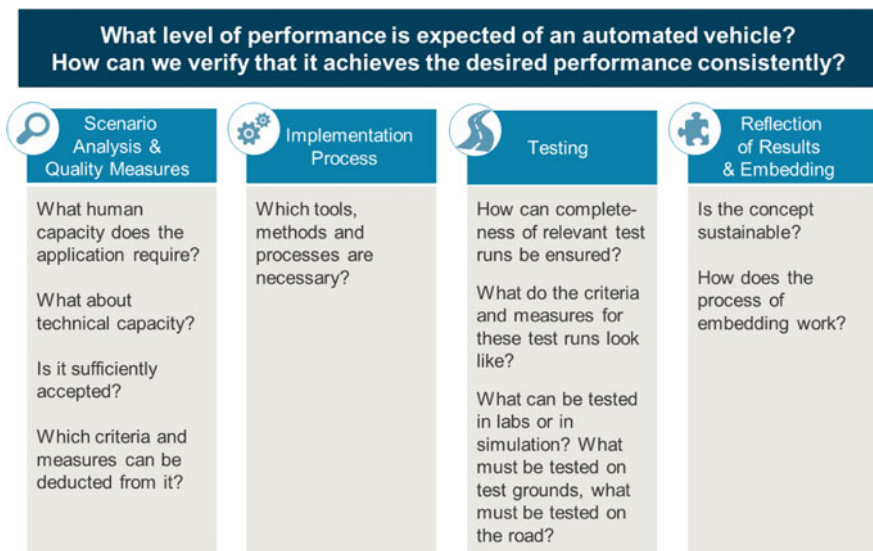 What level of performance is expected of an automated vehicle?
How can we verify that it achieves the desired performance consistently?
Scenario
Analysis &
Quality Measures
What human
capacity does the
application require?
What about
technical capacity?
Is it sufficiently
accepted?
Which criteria and
measures can be
deducted from it?
Implementation
Process
Which tools,
methods and
processes are
necessary?
Testing
How can complete-
ness of relevant test
runs be ensured?
What do the criteria
and measures for
these test runs look
like?
What can be tested
in labs or in
simulation? What
must be tested on
test grounds, what
must be tested on
the road?
Reflection
of Results
& Embedding
Is the concept
sustainable?
How does the
process of
embedding work?